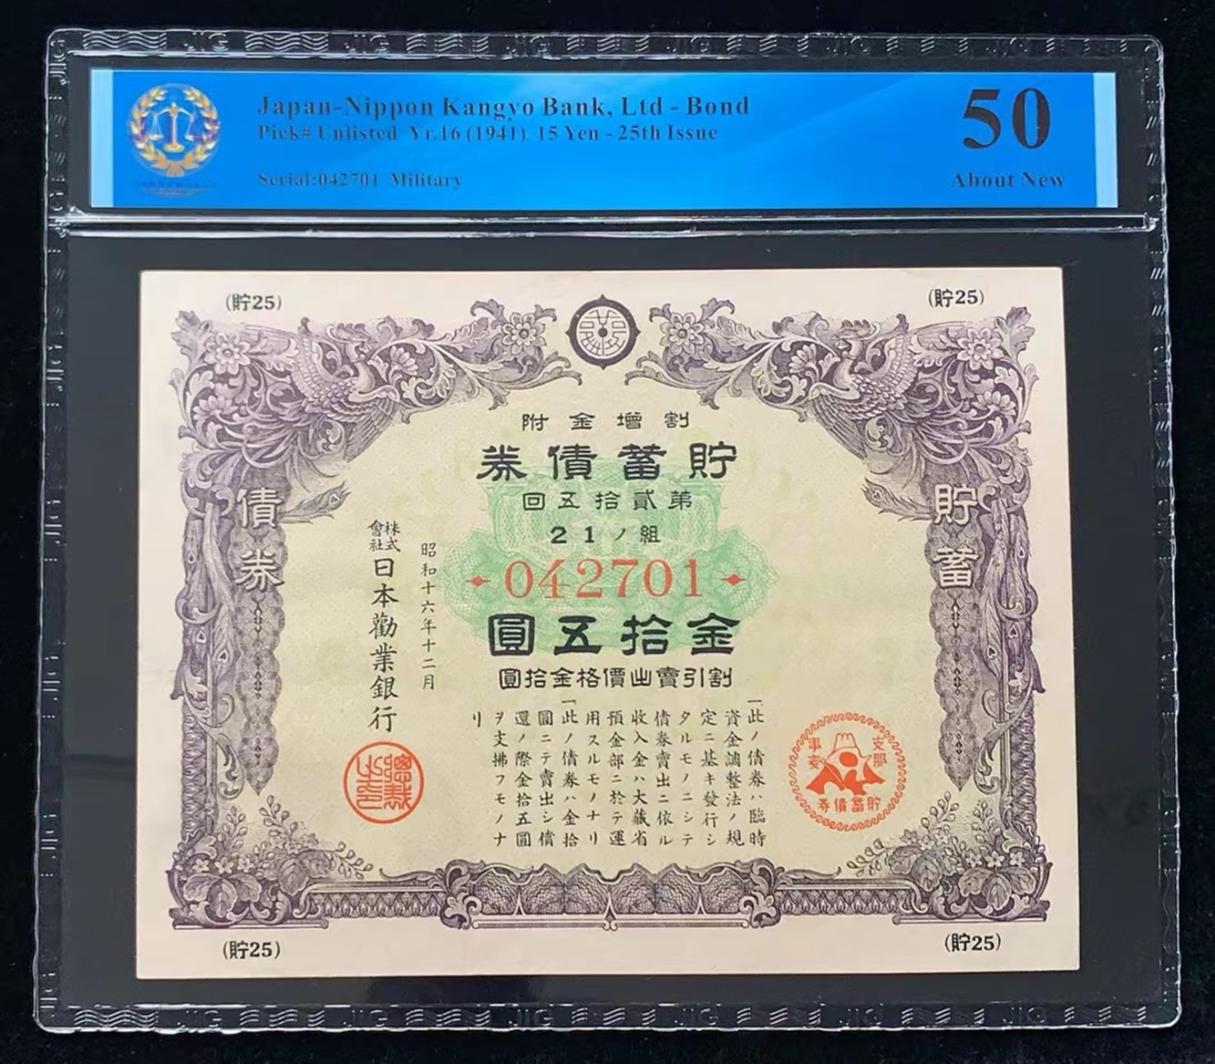 Japan-Nippon Kangyo Bank, Ltd - Bond
Pick# Unlisted Yr.16 (1941) 15 Yen - 25th Issue
Serial:042701 Military
50
About New
(貯25)
(貯25)
割增金附
貯蓄債券
第貳拾五回
21ノ組
042701
金拾五圓
割引賣出價格金拾圓
貯蓄
債券
一此ノ債券ハ臨時
資金調整法ノ規
定ニ基キ發行シ
タルモノニシテ
債券賣出ニ依ル
收入金ハ大藏省
預金部ニ於テ運
用スルモノナリ
一此ノ債券ハ金拾
圓ニテ賣出シ償
還ノ際金拾五圓
ヲ支拂フモノナ
リ
昭和十六年十二月
株式會社日本勸業銀行
支那
事變
貯蓄債券
(貯25)
(貯25)